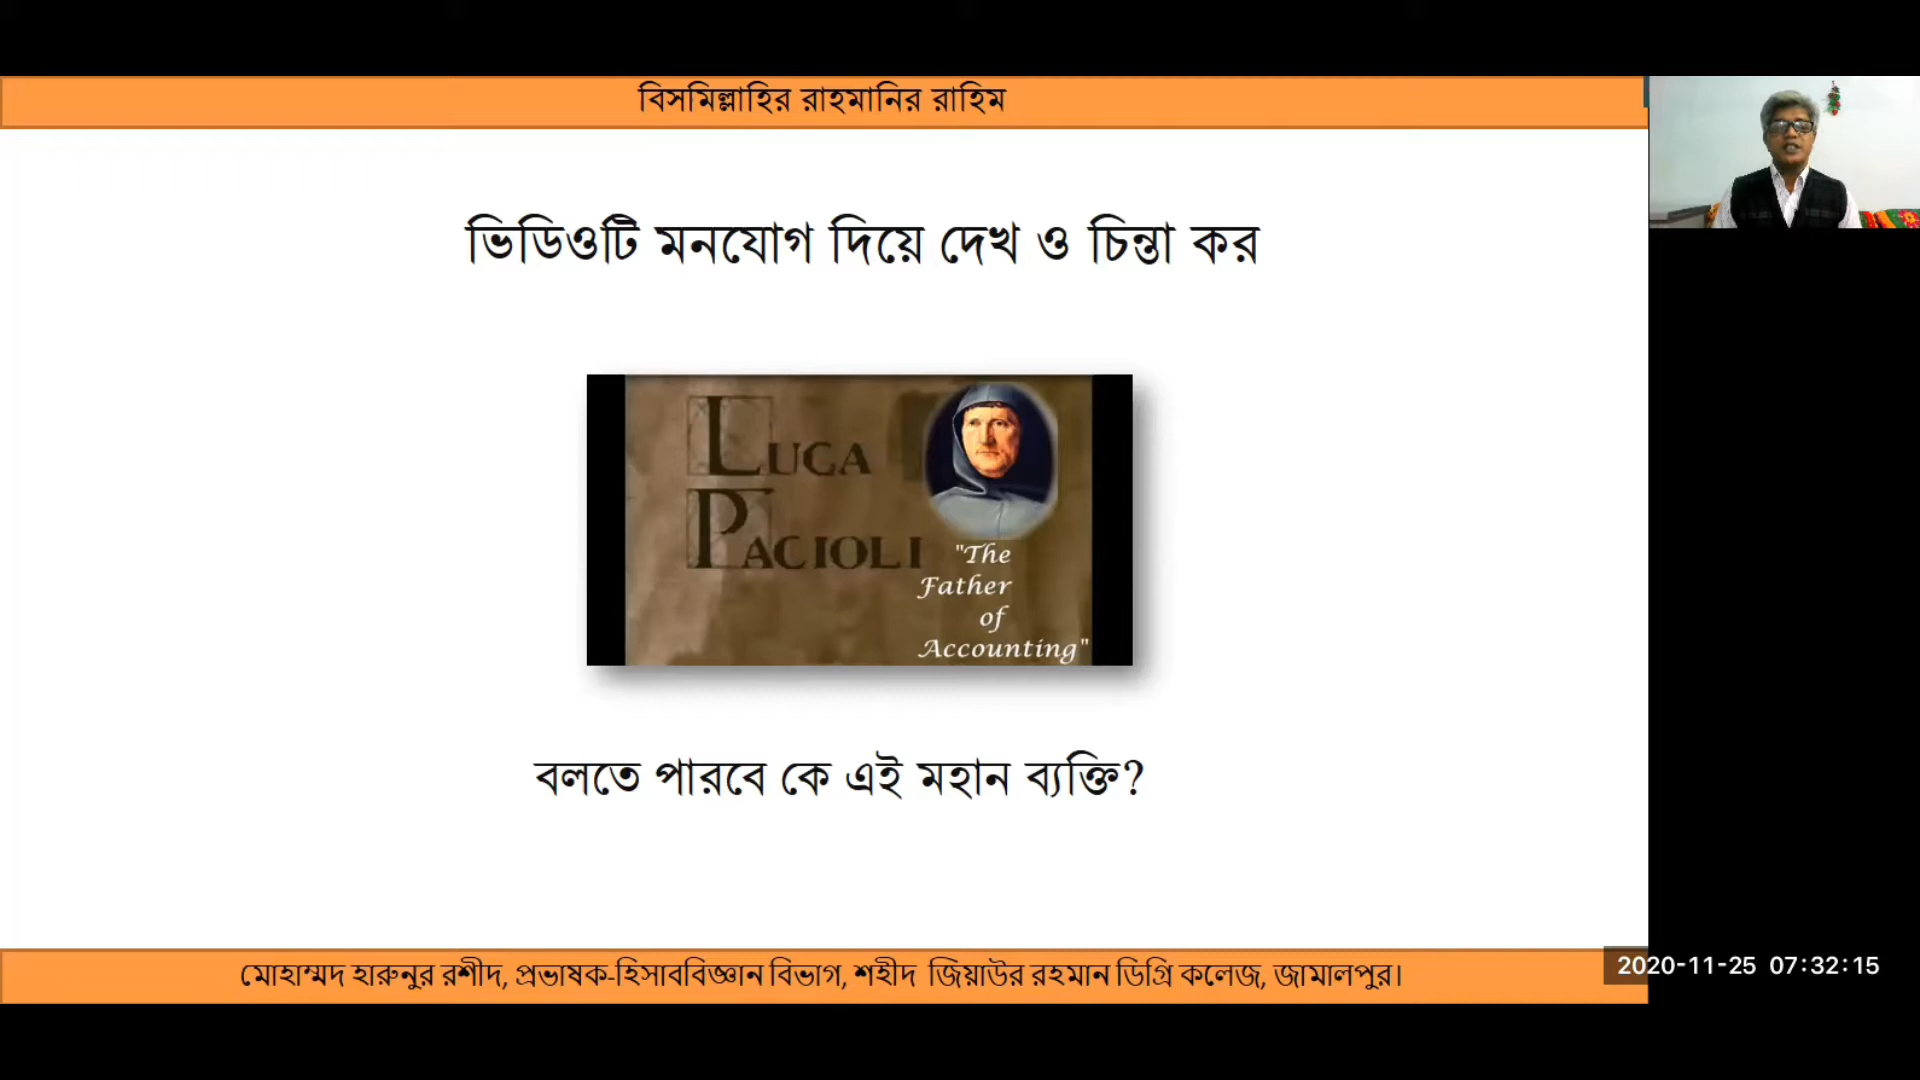 বিসমিল্লাহির রাহমানির রাহিম
ভিডিওটি মনযোগ দিয়ে দেখ ও চিন্তা কর
LUCA
PACIOLI
"The
Father
of
Accounting"
বলতে পারবে কে এই মহান ব্যক্তি?
মোহাম্মদ হারুনুর রশীদ, প্রভাষক-হিসাববিজ্ঞান বিভাগ, শহীদ জিয়াউর রহমান ডিগ্রি কলেজ, জামালপুর।
2020-11-25 07:32:15